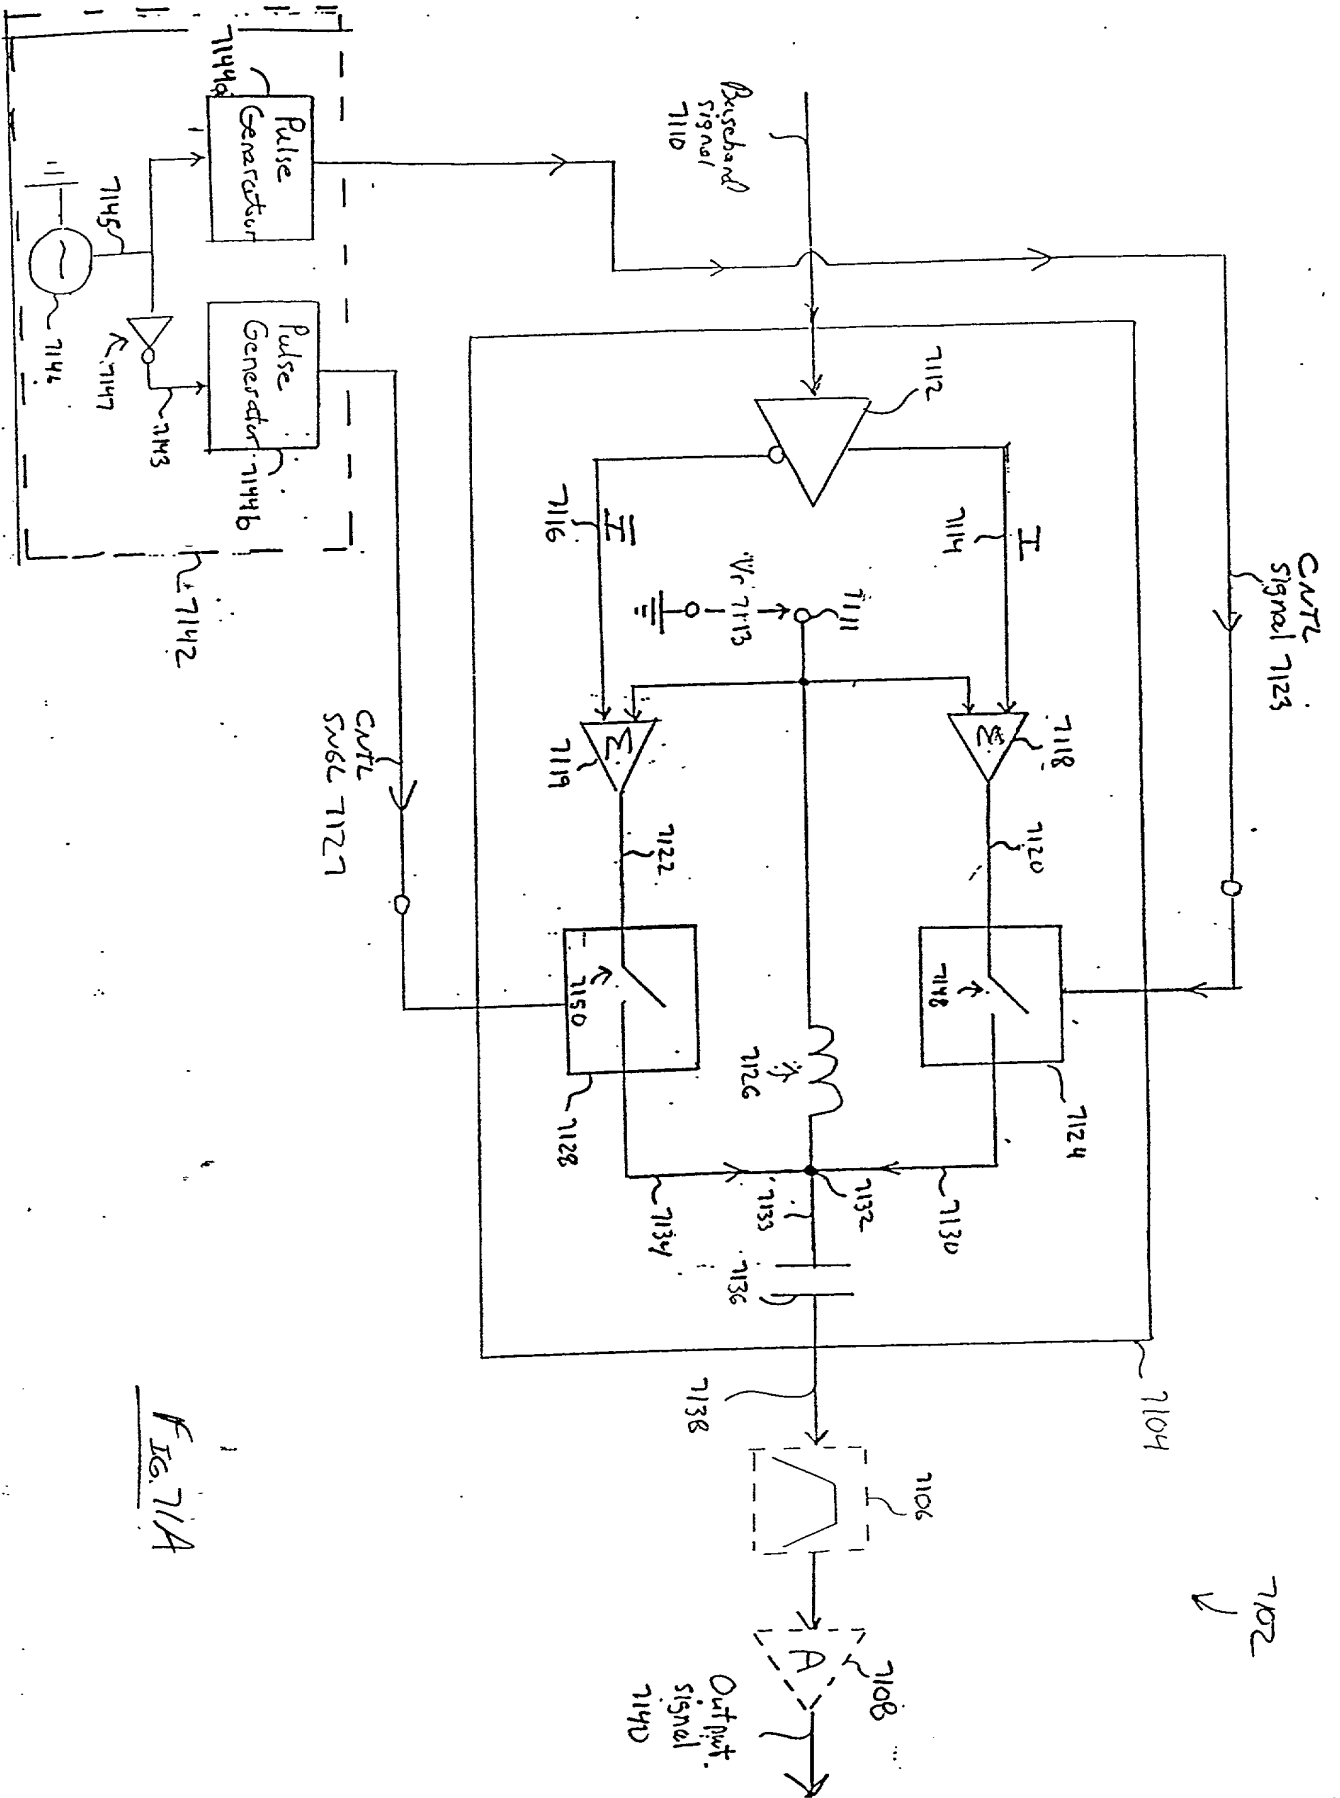 7102
CNTL
signal 7123
7104
Baseband
signal
7110
7112
7114
I
7118
7120
7148
7124
7130
7132
7111
Vr 7113
7126
7133
7136
7138
7106
A
7108
Output
signal
7140
I
7116
Σ
Σ
7119
7122
7150
7128
7134
CNTL
SNGL 7127
7144a
Pulse
Generator
Pulse
Generator
7144b
7145
7146
7147
7143
7142
FIG. 71A